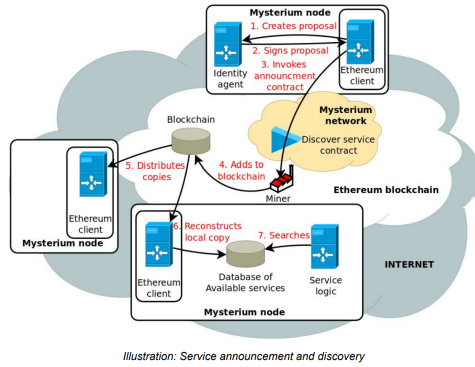 Mysterium node
1. Creates proposal
2. Signs proposal
3. Invokes
announcment
contract
Identity
agent
Ethereum
client
Mysterium
network
Discover service
contract
Blockchain
4. Adds to
blockchain
Miner
Ethereum blockchain
5. Distributes
copies
Ethereum
client
Mysterium node
6. Reconstructs
local copy
7. Searches
Ethereum
client
Database of
Available services
Service
logic
Mysterium node
INTERNET
Illustration: Service announcement and discovery